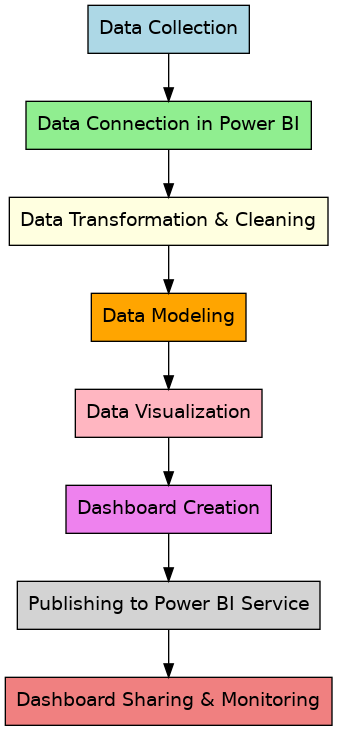 Data Collection
Data Connection in Power BI
Data Transformation & Cleaning
Data Modeling
Data Visualization
Dashboard Creation
Publishing to Power BI Service
Dashboard Sharing & Monitoring